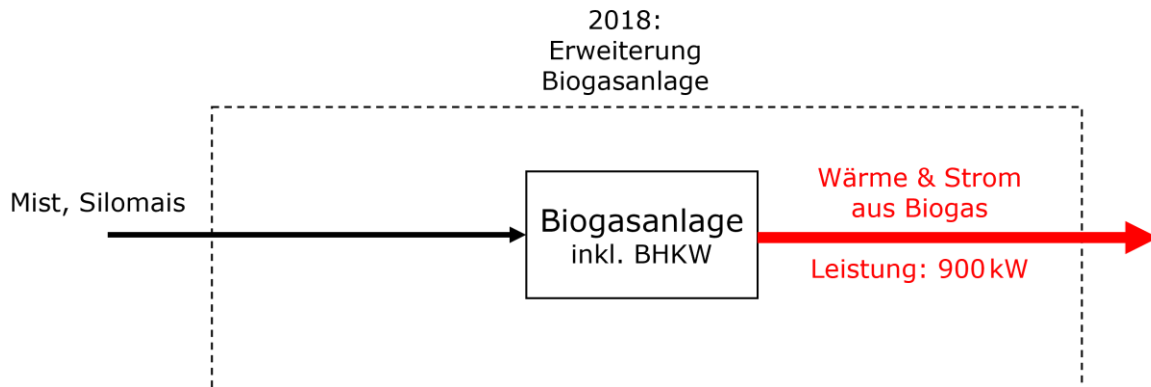 2018:
Erweiterung
Biogasanlage
Mist, Silomais
Biogasanlage
inkl. BHKW
Wärme & Strom
aus Biogas
Leistung: 900 kW